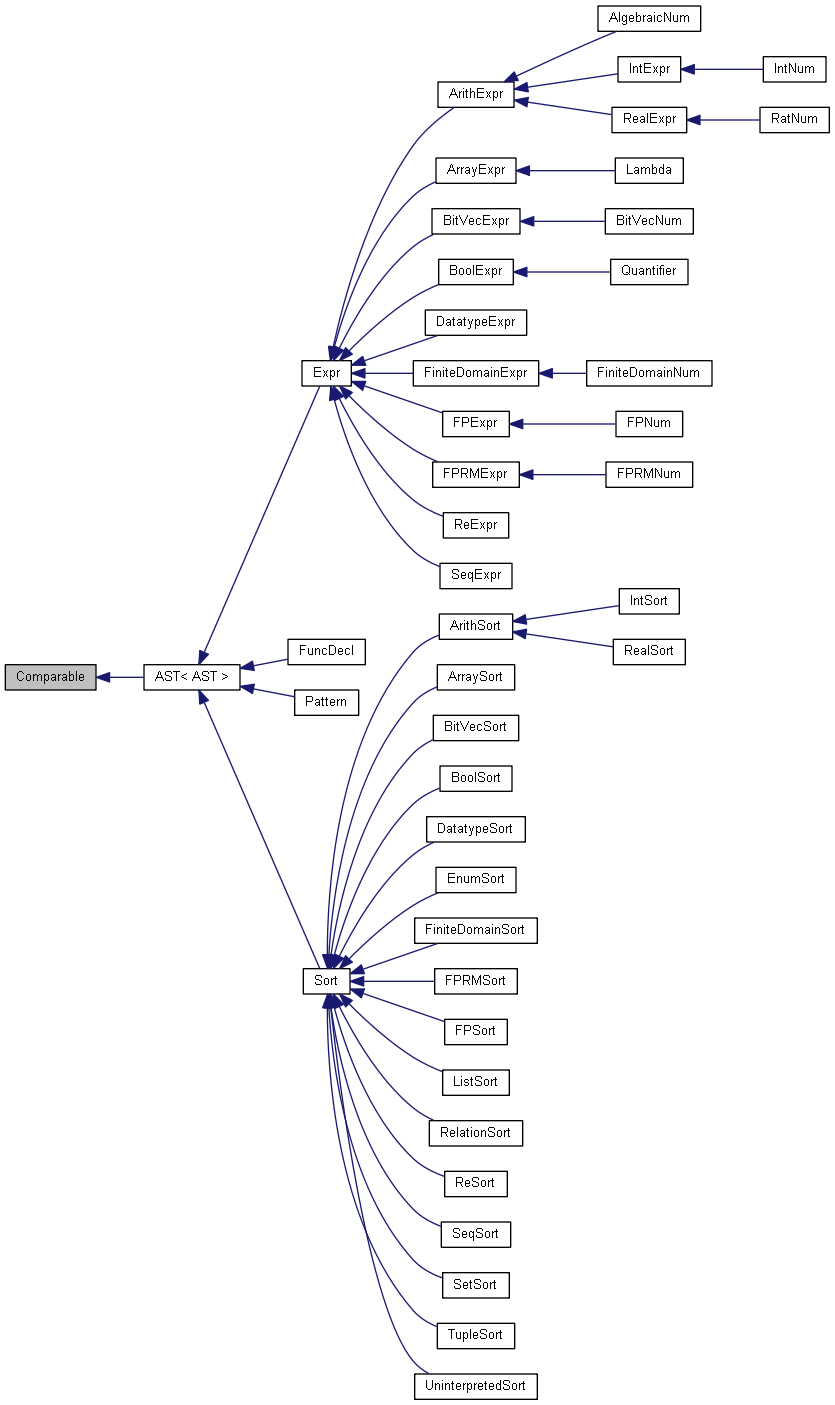 AlgebraicNum
IntExpr
IntNum
ArithExpr
RealExpr
RatNum
ArrayExpr
Lambda
BitVecExpr
BitVecNum
BoolExpr
Quantifier
DatatypeExpr
Expr
FiniteDomainExpr
FiniteDomainNum
FPExpr
FPNum
FPRMExpr
FPRMNum
ReExpr
SeqExpr
IntSort
ArithSort
RealSort
FuncDecl
Comparable
AST< AST >
ArraySort
Pattern
BitVecSort
BoolSort
DatatypeSort
EnumSort
FiniteDomainSort
Sort
FPRMSort
FPSort
ListSort
RelationSort
ReSort
SeqSort
SetSort
TupleSort
UninterpretedSort